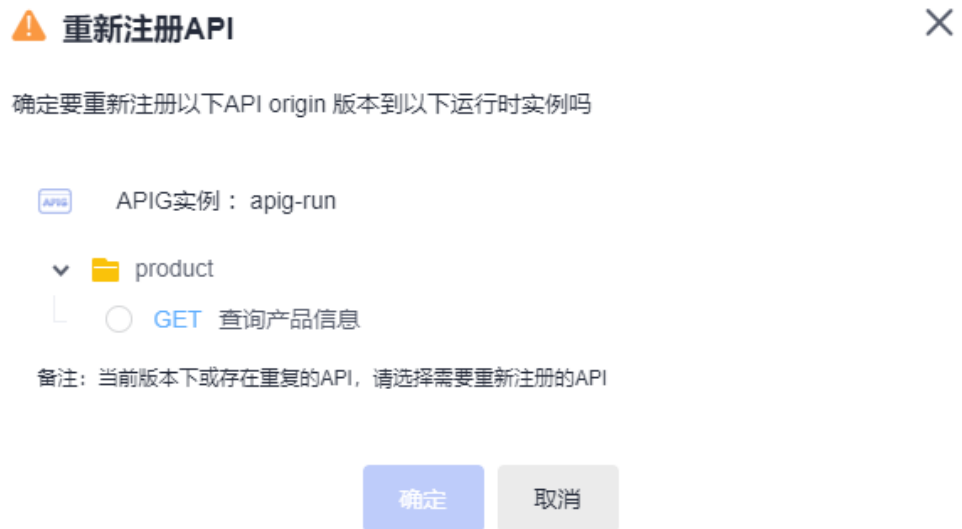 重新注册API
确定要重新注册以下API origin 版本到以下运行时实例吗
APIG
APIG实例： apig-run
product
GET 查询产品信息
备注：当前版本下或存在重复的API，请选择需要重新注册的API
确定 取消